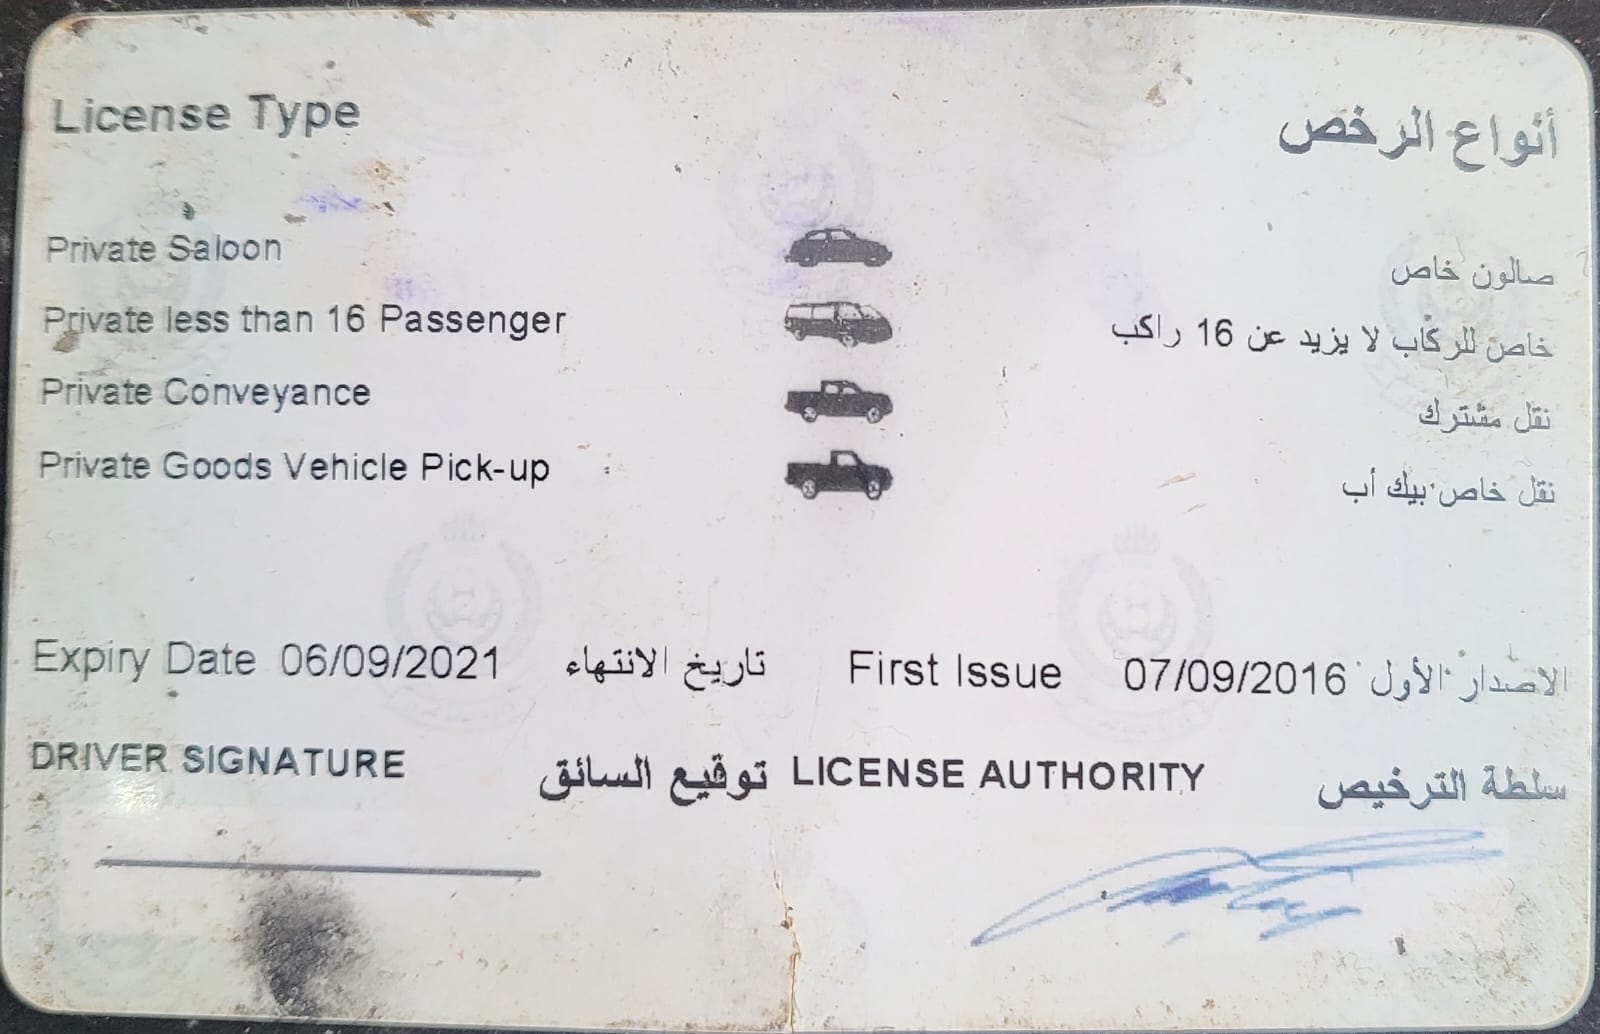 License Type أنواع الرخص
Private Saloon صالون خاص
Private less than 16 Passenger خاص للركاب لا يزيد عن 16 راكب
Private Conveyance نقل مشترك
Private Goods Vehicle Pick-up نقل خاص بيك أب
Expiry Date 06/09/2021 تاريخ الانتهاء First Issue 07/09/2016 الاصدار الأول
DRIVER SIGNATURE توقيع السائق LICENSE AUTHORITY سلطة الترخيص